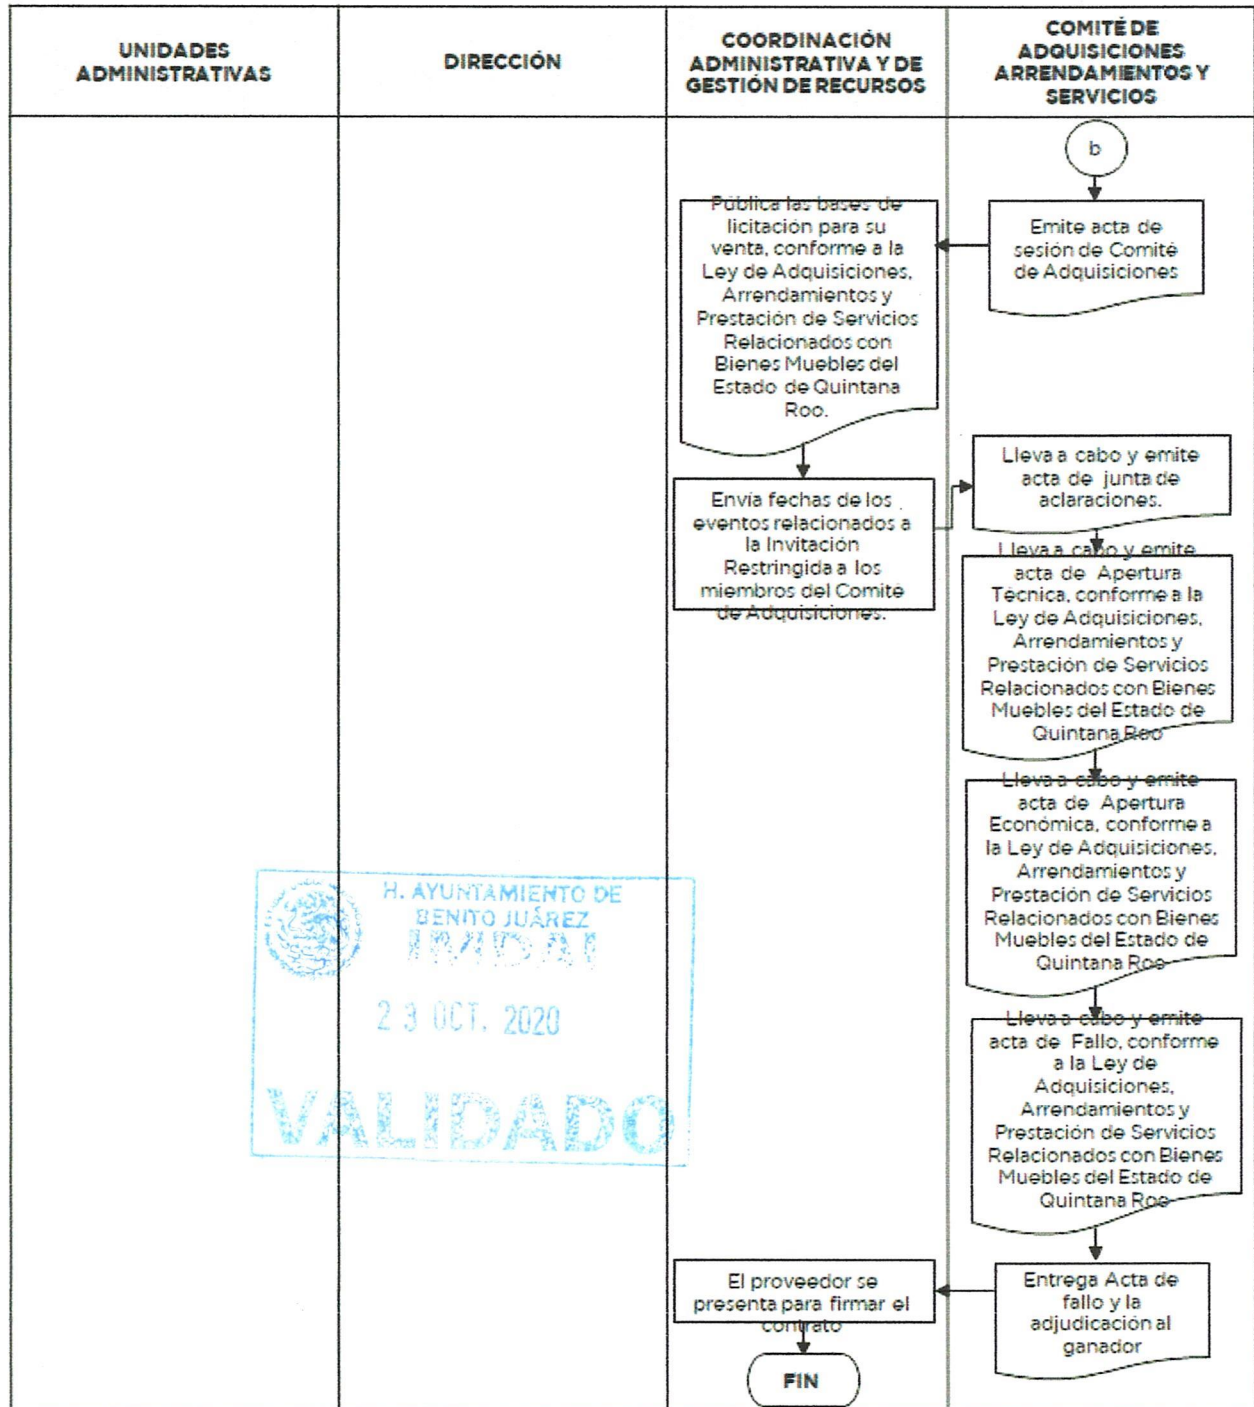 UNIDADES
ADMINISTRATIVAS
DIRECCIÓN
COORDINACIÓN
ADMINISTRATIVA Y DE
GESTIÓN DE RECURSOS
COMITÉ DE
ADQUISICIONES
ARRENDAMIENTOS Y
SERVICIOS
b
Emite acta de
sesión de Comité
de Adquisiciones
Pública las bases de
licitación para su
venta, conforme a la
Ley de Adquisiciones,
Arrendamientos y
Prestación de Servicios
Relacionados con
Bienes Muebles del
Estado de Quintana
Roo.
Envía fechas de los
eventos relacionados a
la Invitación
Restringida a los
miembros del Comité
de Adquisiciones.
Lleva a cabo y emite
acta de junta de
aclaraciones.
Lleva a cabo y emite
acta de Apertura
Técnica, conforme a la
Ley de Adquisiciones,
Arrendamientos y
Prestación de Servicios
Relacionados con Bienes
Muebles del Estado de
Quintana Roo
Lleva a cabo y emite
acta de Apertura
Económica, conforme a
la Ley de Adquisiciones,
Arrendamientos y
Prestación de Servicios
Relacionados con Bienes
Muebles del Estado de
Quintana Roo
Lleva a cabo y emite
acta de Fallo, conforme
a la Ley de
Adquisiciones,
Arrendamientos y
Prestación de Servicios
Relacionados con Bienes
Muebles del Estado de
Quintana Roo
Entrega Acta de
fallo y la
adjudicación al
ganador
El proveedor se
presenta para firmar el
contrato
FIN
H. AYUNTAMIENTO DE
BENITO JUÁREZ
IMDAI
23 OCT. 2020
VALIDADO